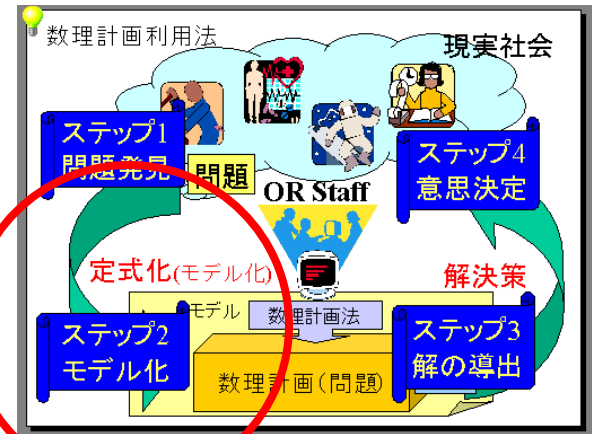 数理計画利用法
現実社会
ステップ1
問題発見
問題
OR Staff
ステップ4
意思決定
定式化(モデル化)
解決策
モデル
数理計画法
ステップ2
モデル化
ステップ3
解の導出
数理計画(問題)